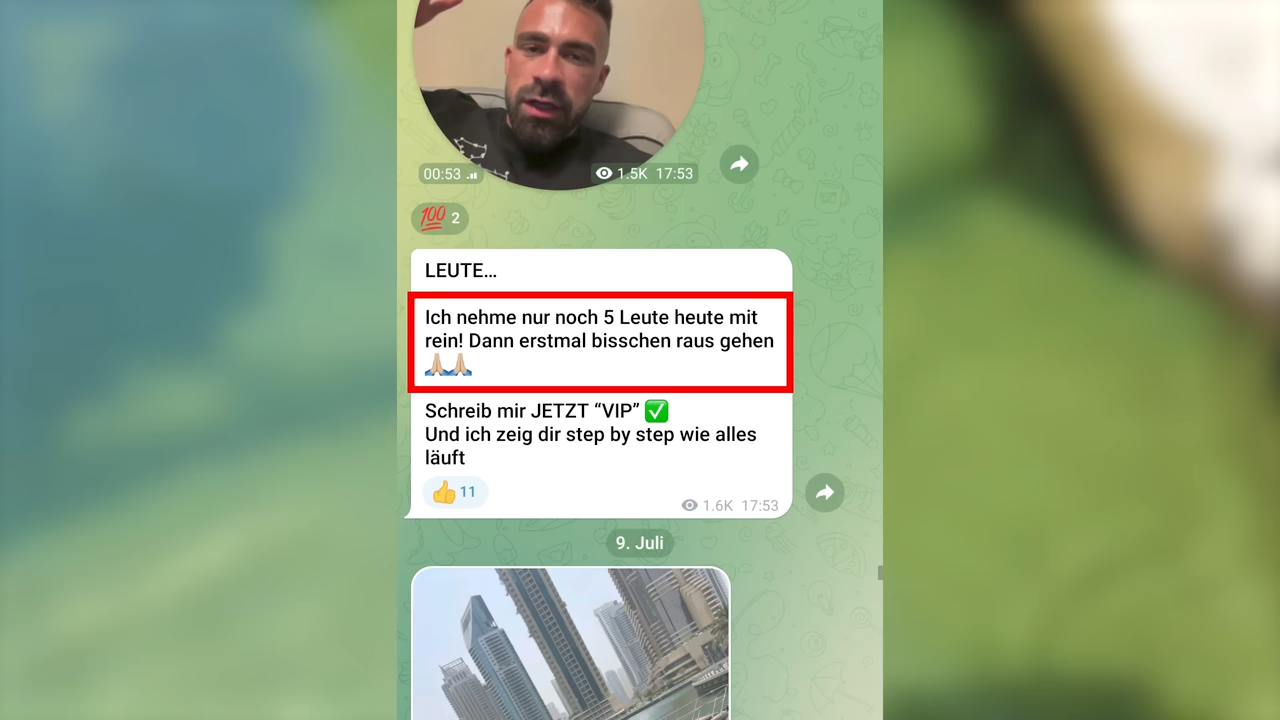 00:53
1.5K 17:53
💯 2
LEUTE…
Ich nehme nur noch 5 Leute heute mit
rein! Dann erstmal bisschen raus gehen
🙏🏼🙏🏼
Schreib mir JETZT “VIP” ✅
Und ich zeig dir step by step wie alles
läuft
👍 11
1.6K 17:53
9. Juli